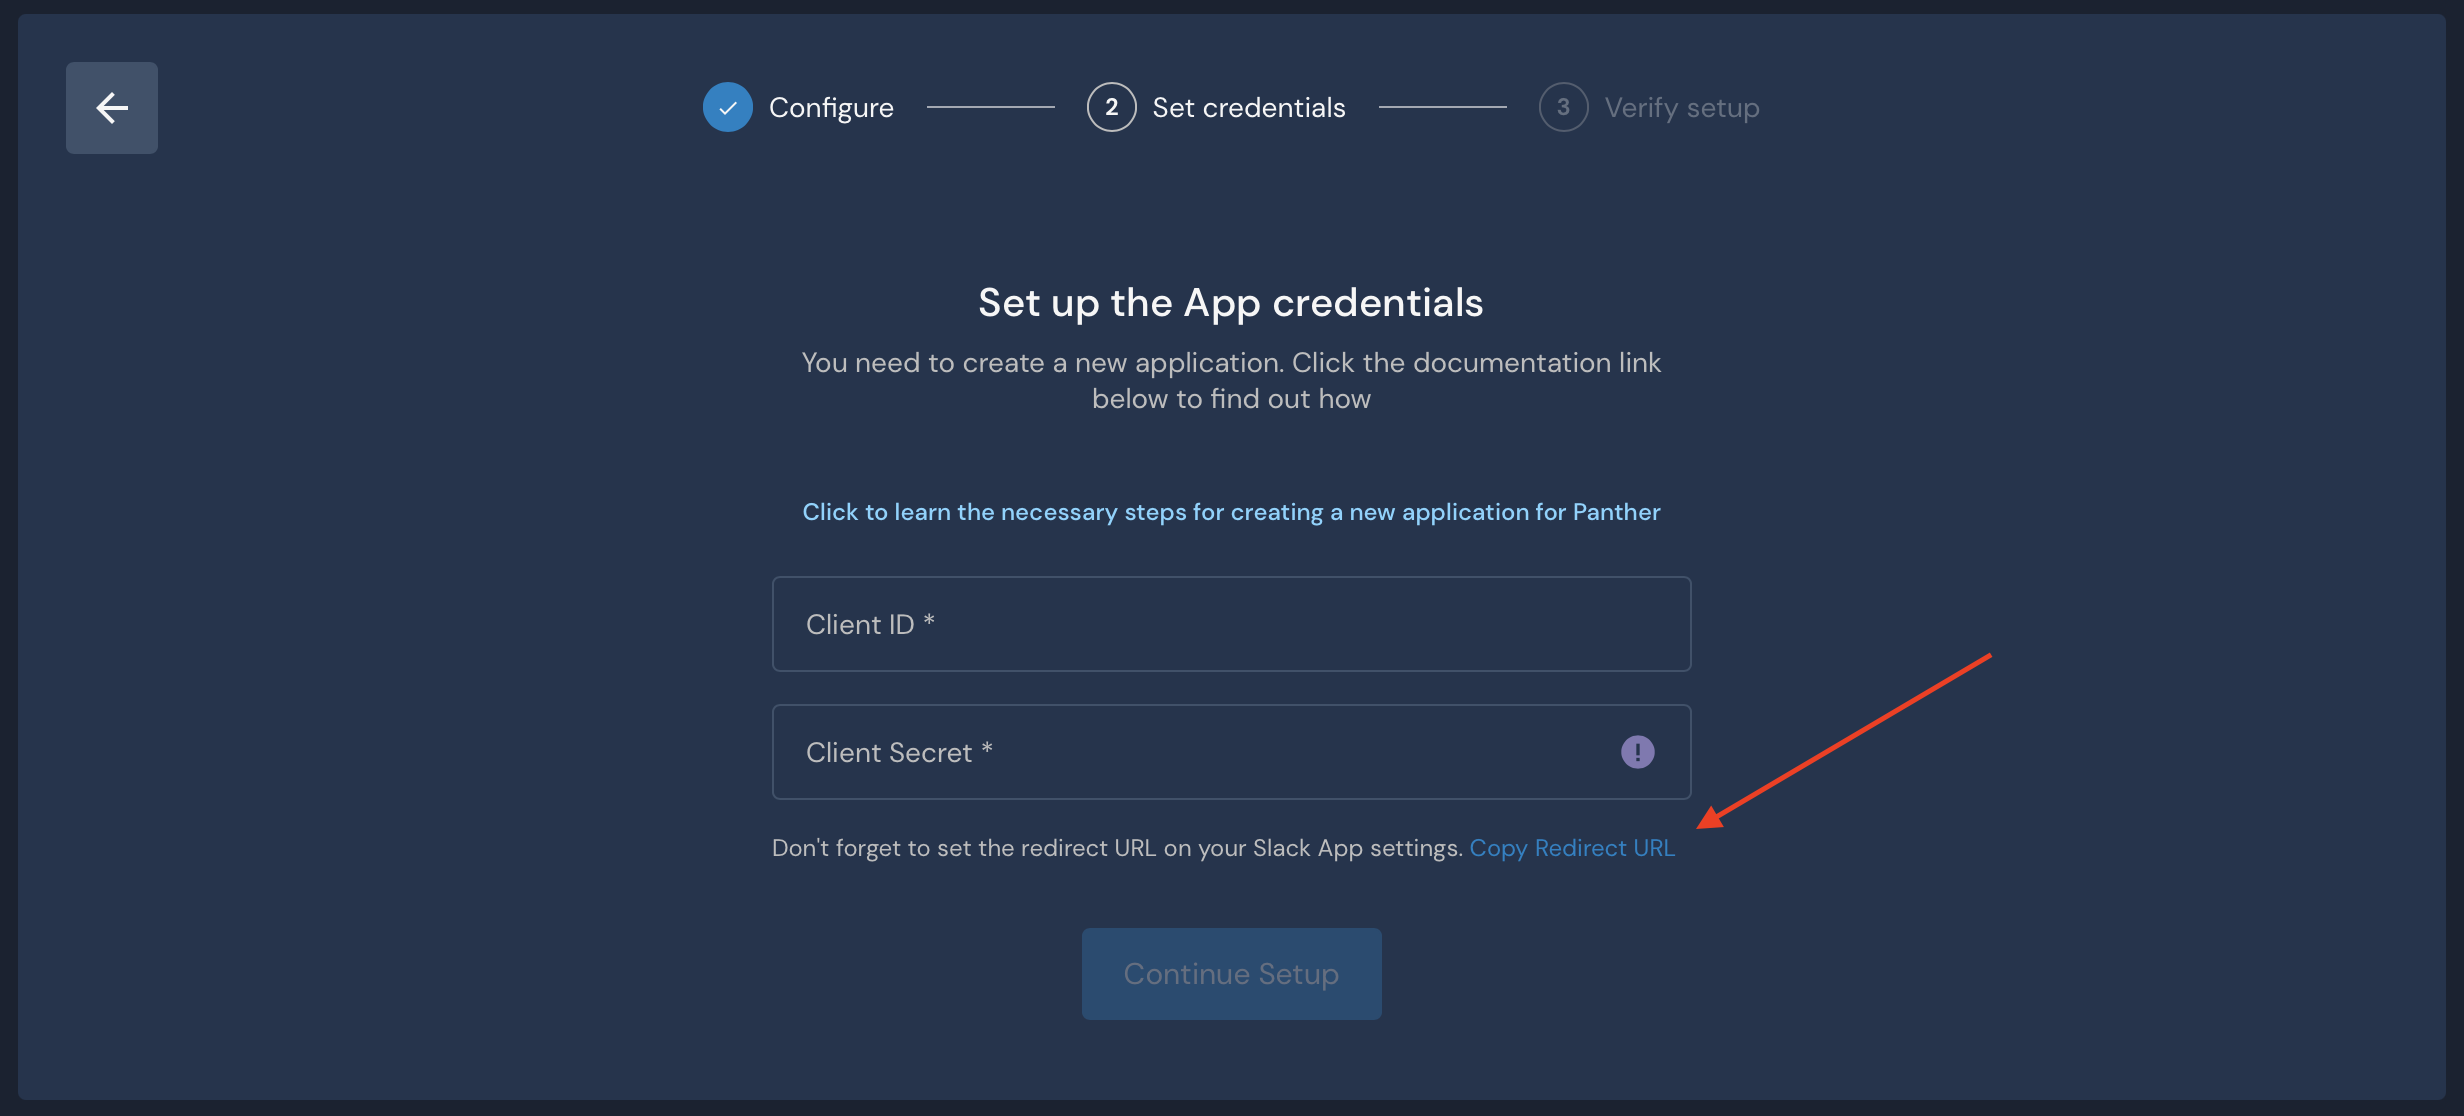 Configure
2 Set credentials
3 Verify setup
Set up the App credentials
You need to create a new application. Click the documentation link
below to find out how
Click to learn the necessary steps for creating a new application for Panther
Client ID *
Client Secret *
!
Don't forget to set the redirect URL on your Slack App settings. Copy Redirect URL
Continue Setup